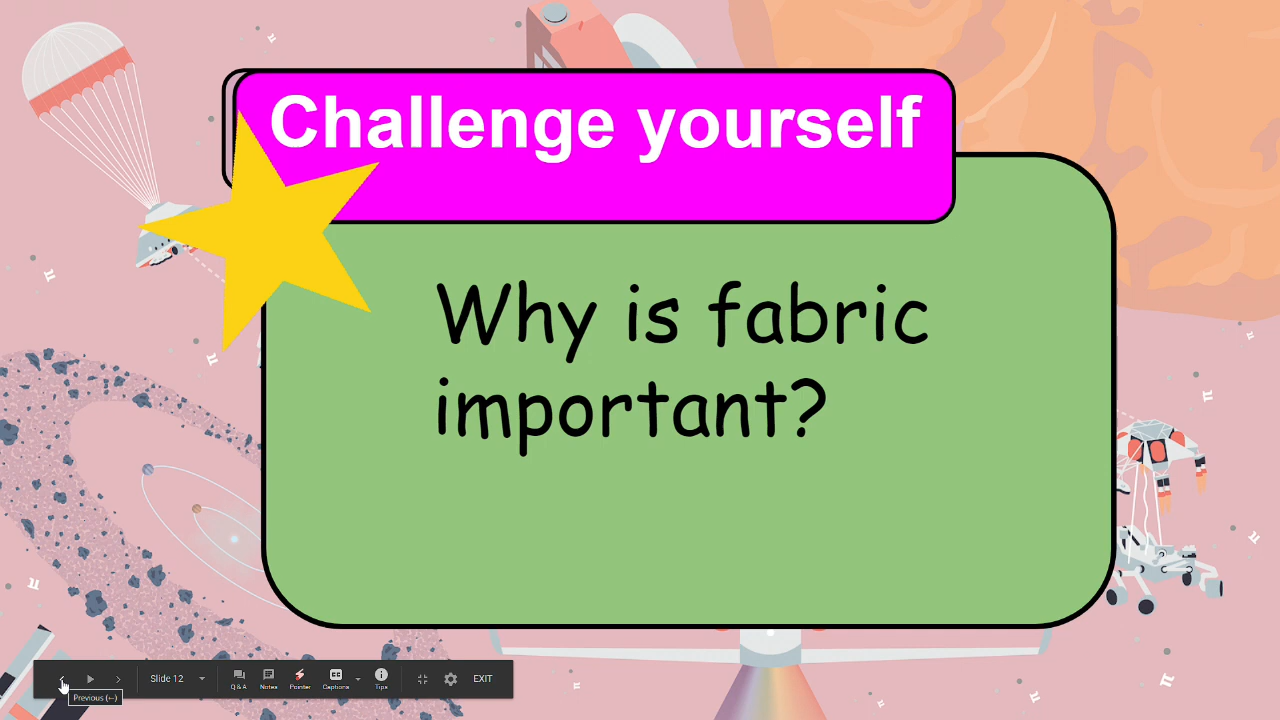 Challenge yourself
Why is fabric
important?
Slide 12
Q & A
Notes
Pointer
Captions
Tips
EXIT
Previous (←)